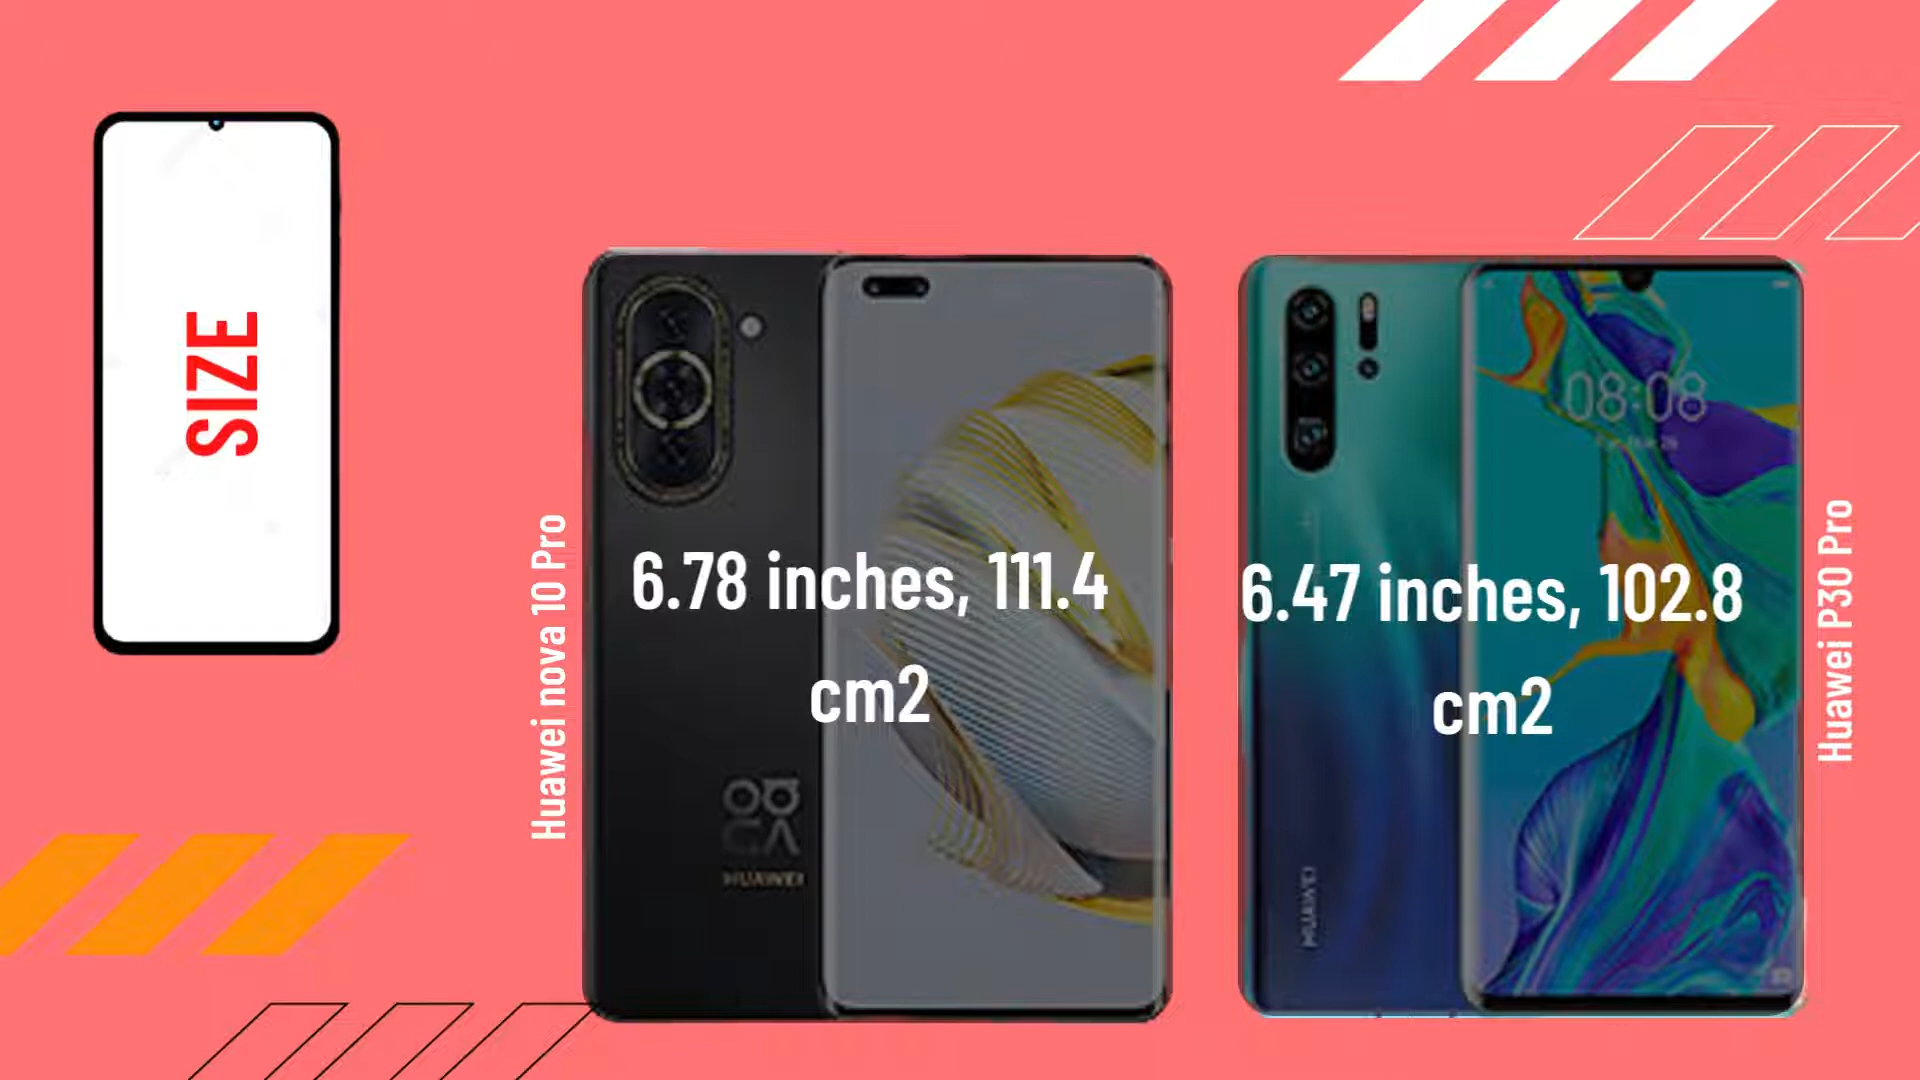 SIZE
Huawei nova 10 Pro
6.78 inches, 111.4
cm2
HUAWEI
08:08
6.47 inches, 102.8
cm2
HUAWEI
Huawei P30 Pro